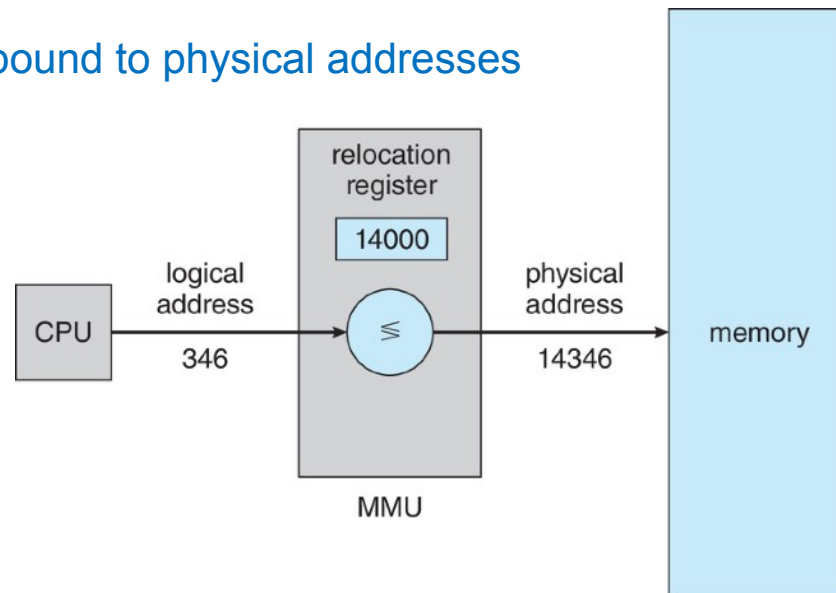 bound to physical addresses
relocation
register
14000
logical
address
physical
address
CPU
≶
memory
346
14346
MMU